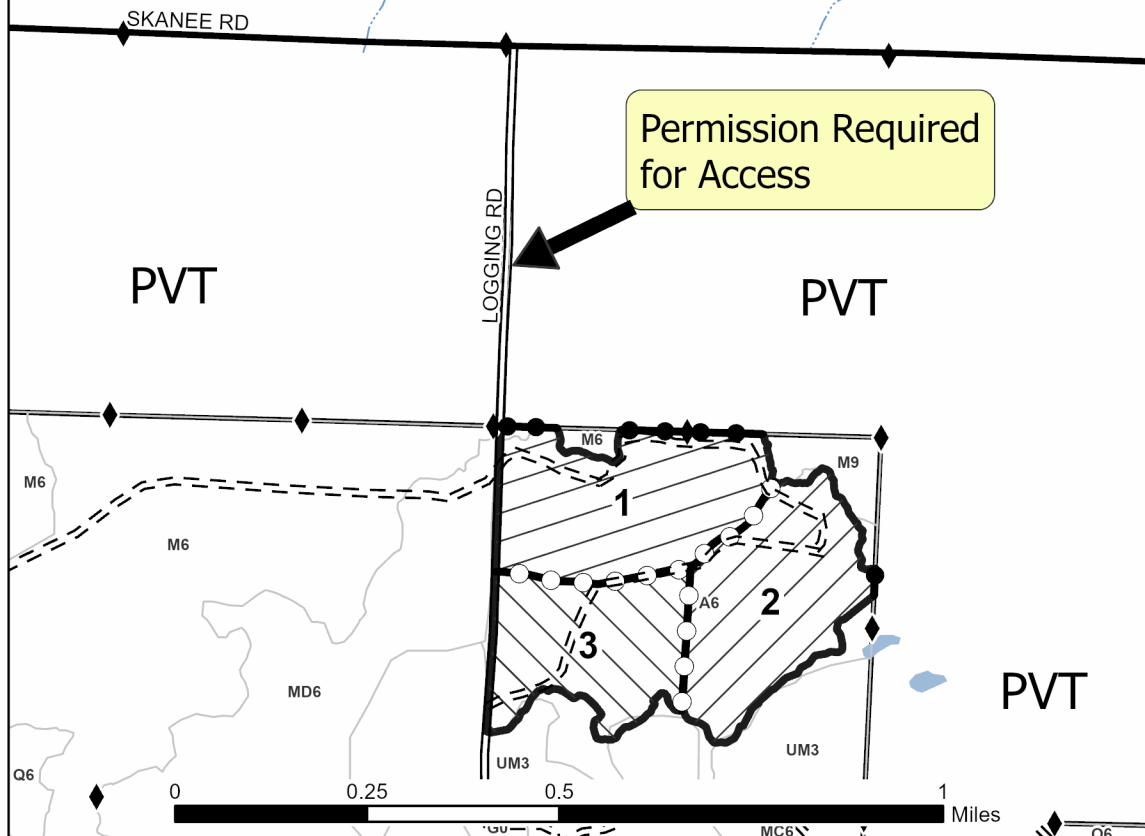 SKANEE RD
Permission Required
for Access
LOGGING RD
PVT
PVT
M6
M9
M6
1
M6
A6
2
3
MD6
PVT
UM3
UM3
Q6
0
0.25
0.5
1
Miles
G0
MC6
Q6